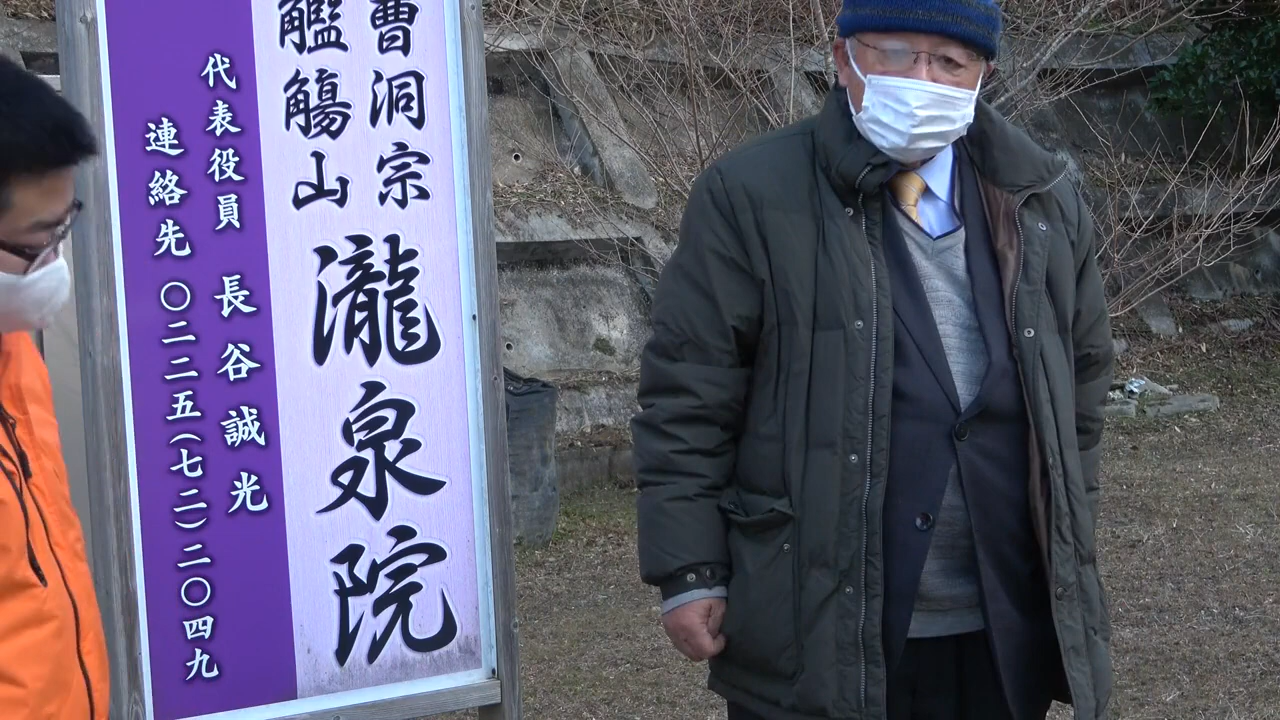 曹洞宗
艦觴山
瀧泉院
代表役員 長谷誠光
連絡先 〇二二五(七二)二〇四九